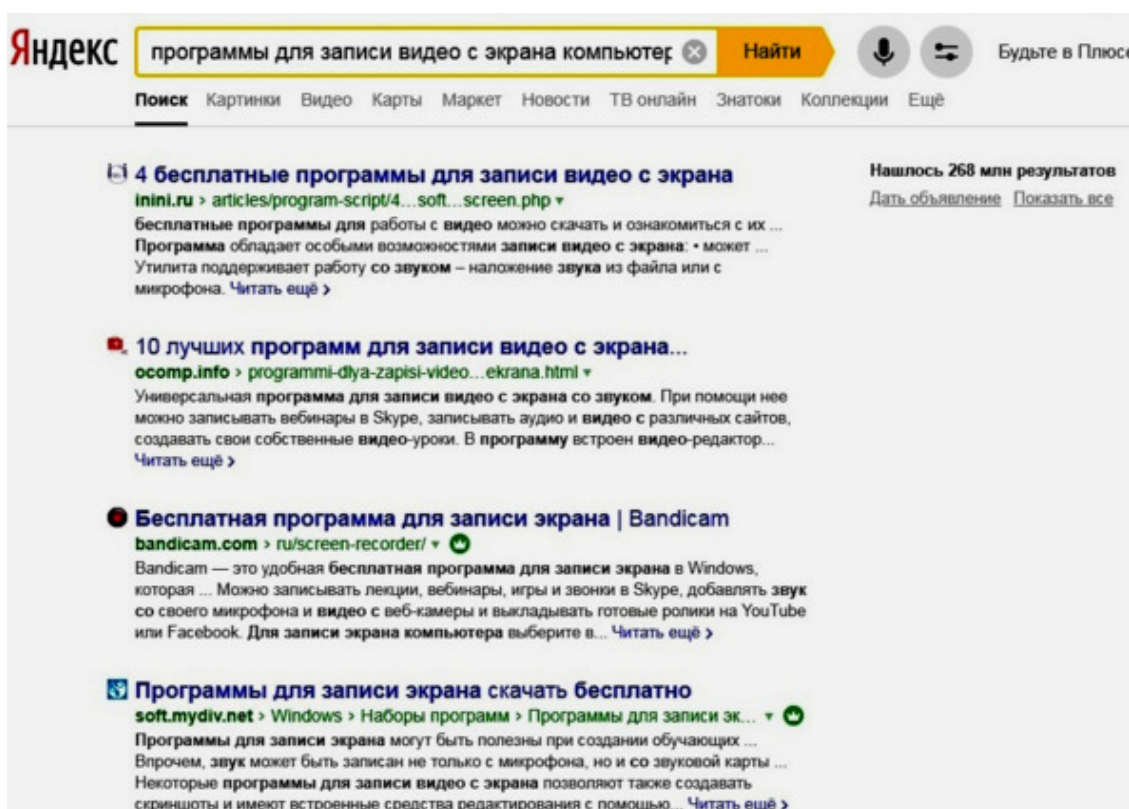 Яндекс
программы для записи видео с экрана компьютер
Найти
Будьте в Плюсе
Поиск Картинки Видео Карты Маркет Новости ТВ онлайн Знатоки Коллекции Ещё
4 бесплатные программы для записи видео с экрана
inini.ru › articles/program-script/4...soft...screen.php
бесплатные программы для работы с видео можно скачать и ознакомиться с их ...
Программа обладает особыми возможностями записи видео с экрана: • может ...
Утилита поддерживает работу со звуком – наложение звука из файла или с
микрофона. Читать ещё ›
Нашлось 268 млн результатов
Дать объявление Показать все
10 лучших программ для записи видео с экрана...
ocomp.info › programmi-dlya-zapisi-video...ekrana.html
Универсальная программа для записи видео с экрана со звуком. При помощи нее
можно записывать вебинары в Skype, записывать аудио и видео с различных сайтов,
создавать свои собственные видео-уроки. В программу встроен видео-редактор...
Читать ещё ›
Бесплатная программа для записи экрана | Bandicam
bandicam.com › ru/screen-recorder/
Bandicam — это удобная бесплатная программа для записи экрана в Windows,
которая ... Можно записывать лекции, вебинары, игры и звонки в Skype, добавлять звук
со своего микрофона и видео с веб-камеры и выкладывать готовые ролики на YouTube
или Facebook. Для записи экрана компьютера выберите в... Читать ещё ›
Программы для записи экрана скачать бесплатно
soft.mydiv.net › Windows › Наборы программ › Программы для записи эк...
Программы для записи экрана могут быть полезны при создании обучающих ...
Впрочем, звук может быть записан не только с микрофона, но и со звуковой карты ...
Некоторые программы для записи видео с экрана позволяют также создавать
скриншоты и имеют встроенные средства редактирования с помощью... Читать ещё ›